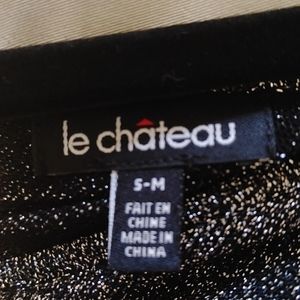 le château
S-M
FAIT EN
CHINE
MADE IN
CHINA